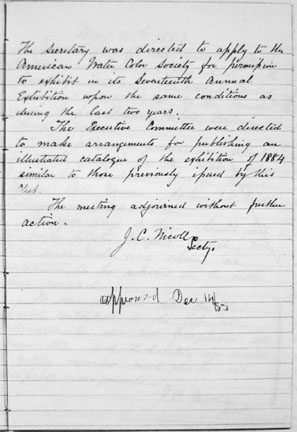 The Secretary was directed to apply to the
American Water Color Society for permission
to exhibit in its Seventeenth Annual
Exhibition upon the same conditions as
during the last two years.
The Executive Committee were directed
to make arrangements for publishing an
illustrated catalogue of the exhibition of 1884
similar to those previously issued by this
Club.
The meeting adjourned without further
action.
J. C. Nicoll
Secty.
Approved Dec 14/83